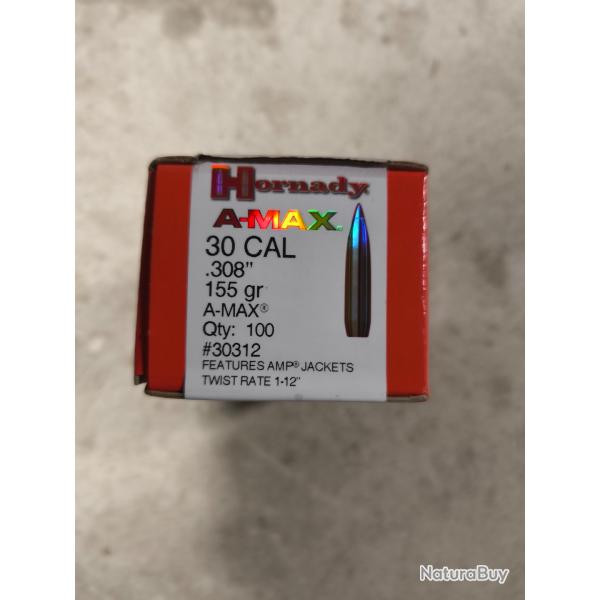 Hornady
A-MAX
30 CAL
.308"
155 gr
A-MAX®
Qty: 100
#30312
FEATURES AMP® JACKETS
TWIST RATE 1-12"
NaturaBuy